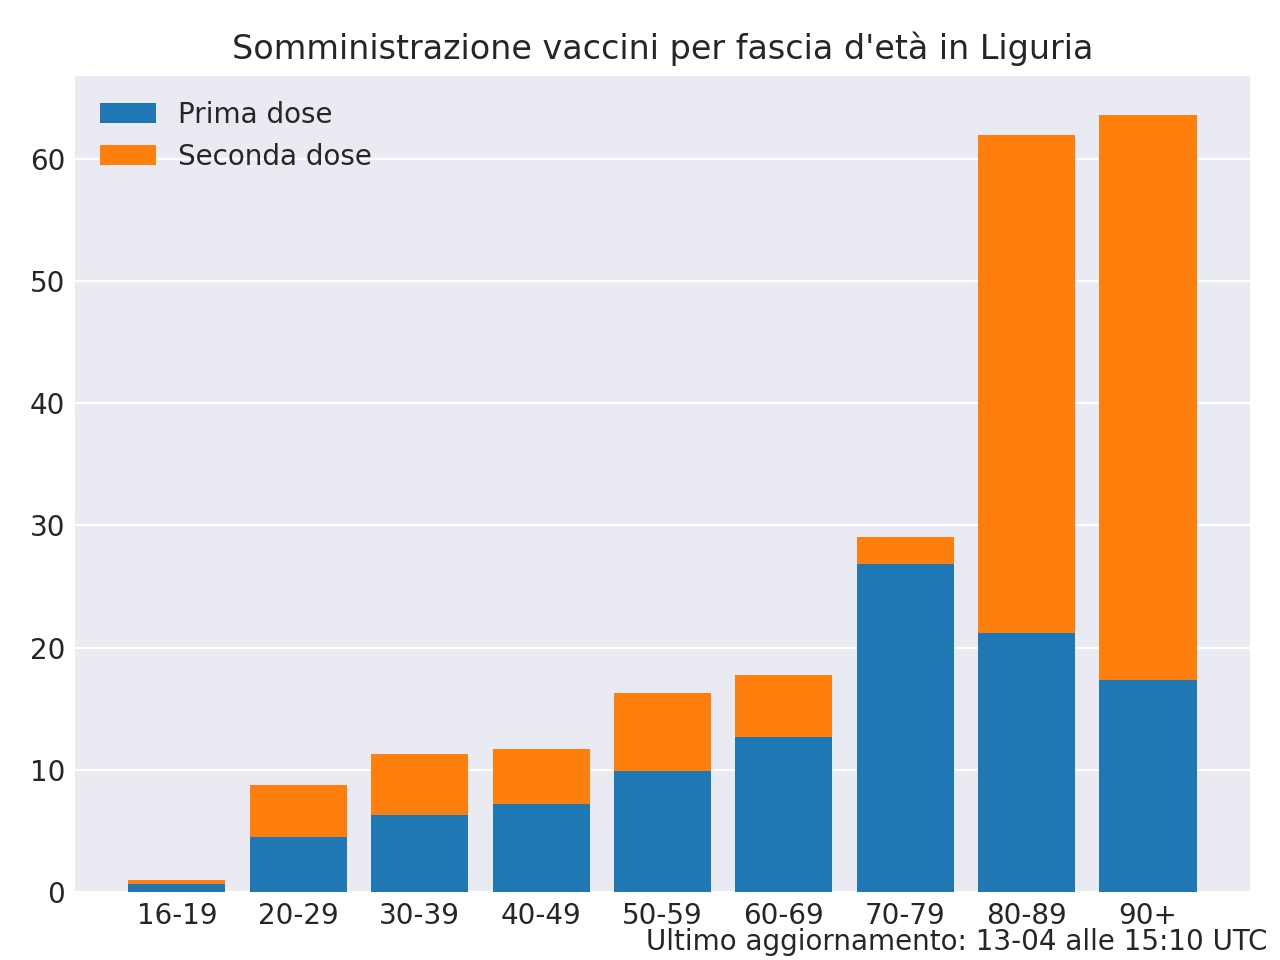 Somministrazione vaccini per fascia d'età in Liguria
Prima dose
Seconda dose
60
50
40
30
20
10
0
16-19 20-29 30-39 40-49 50-59 60-69 70-79 80-89 90+
Ultimo aggiornamento: 13-04 alle 15:10 UTC